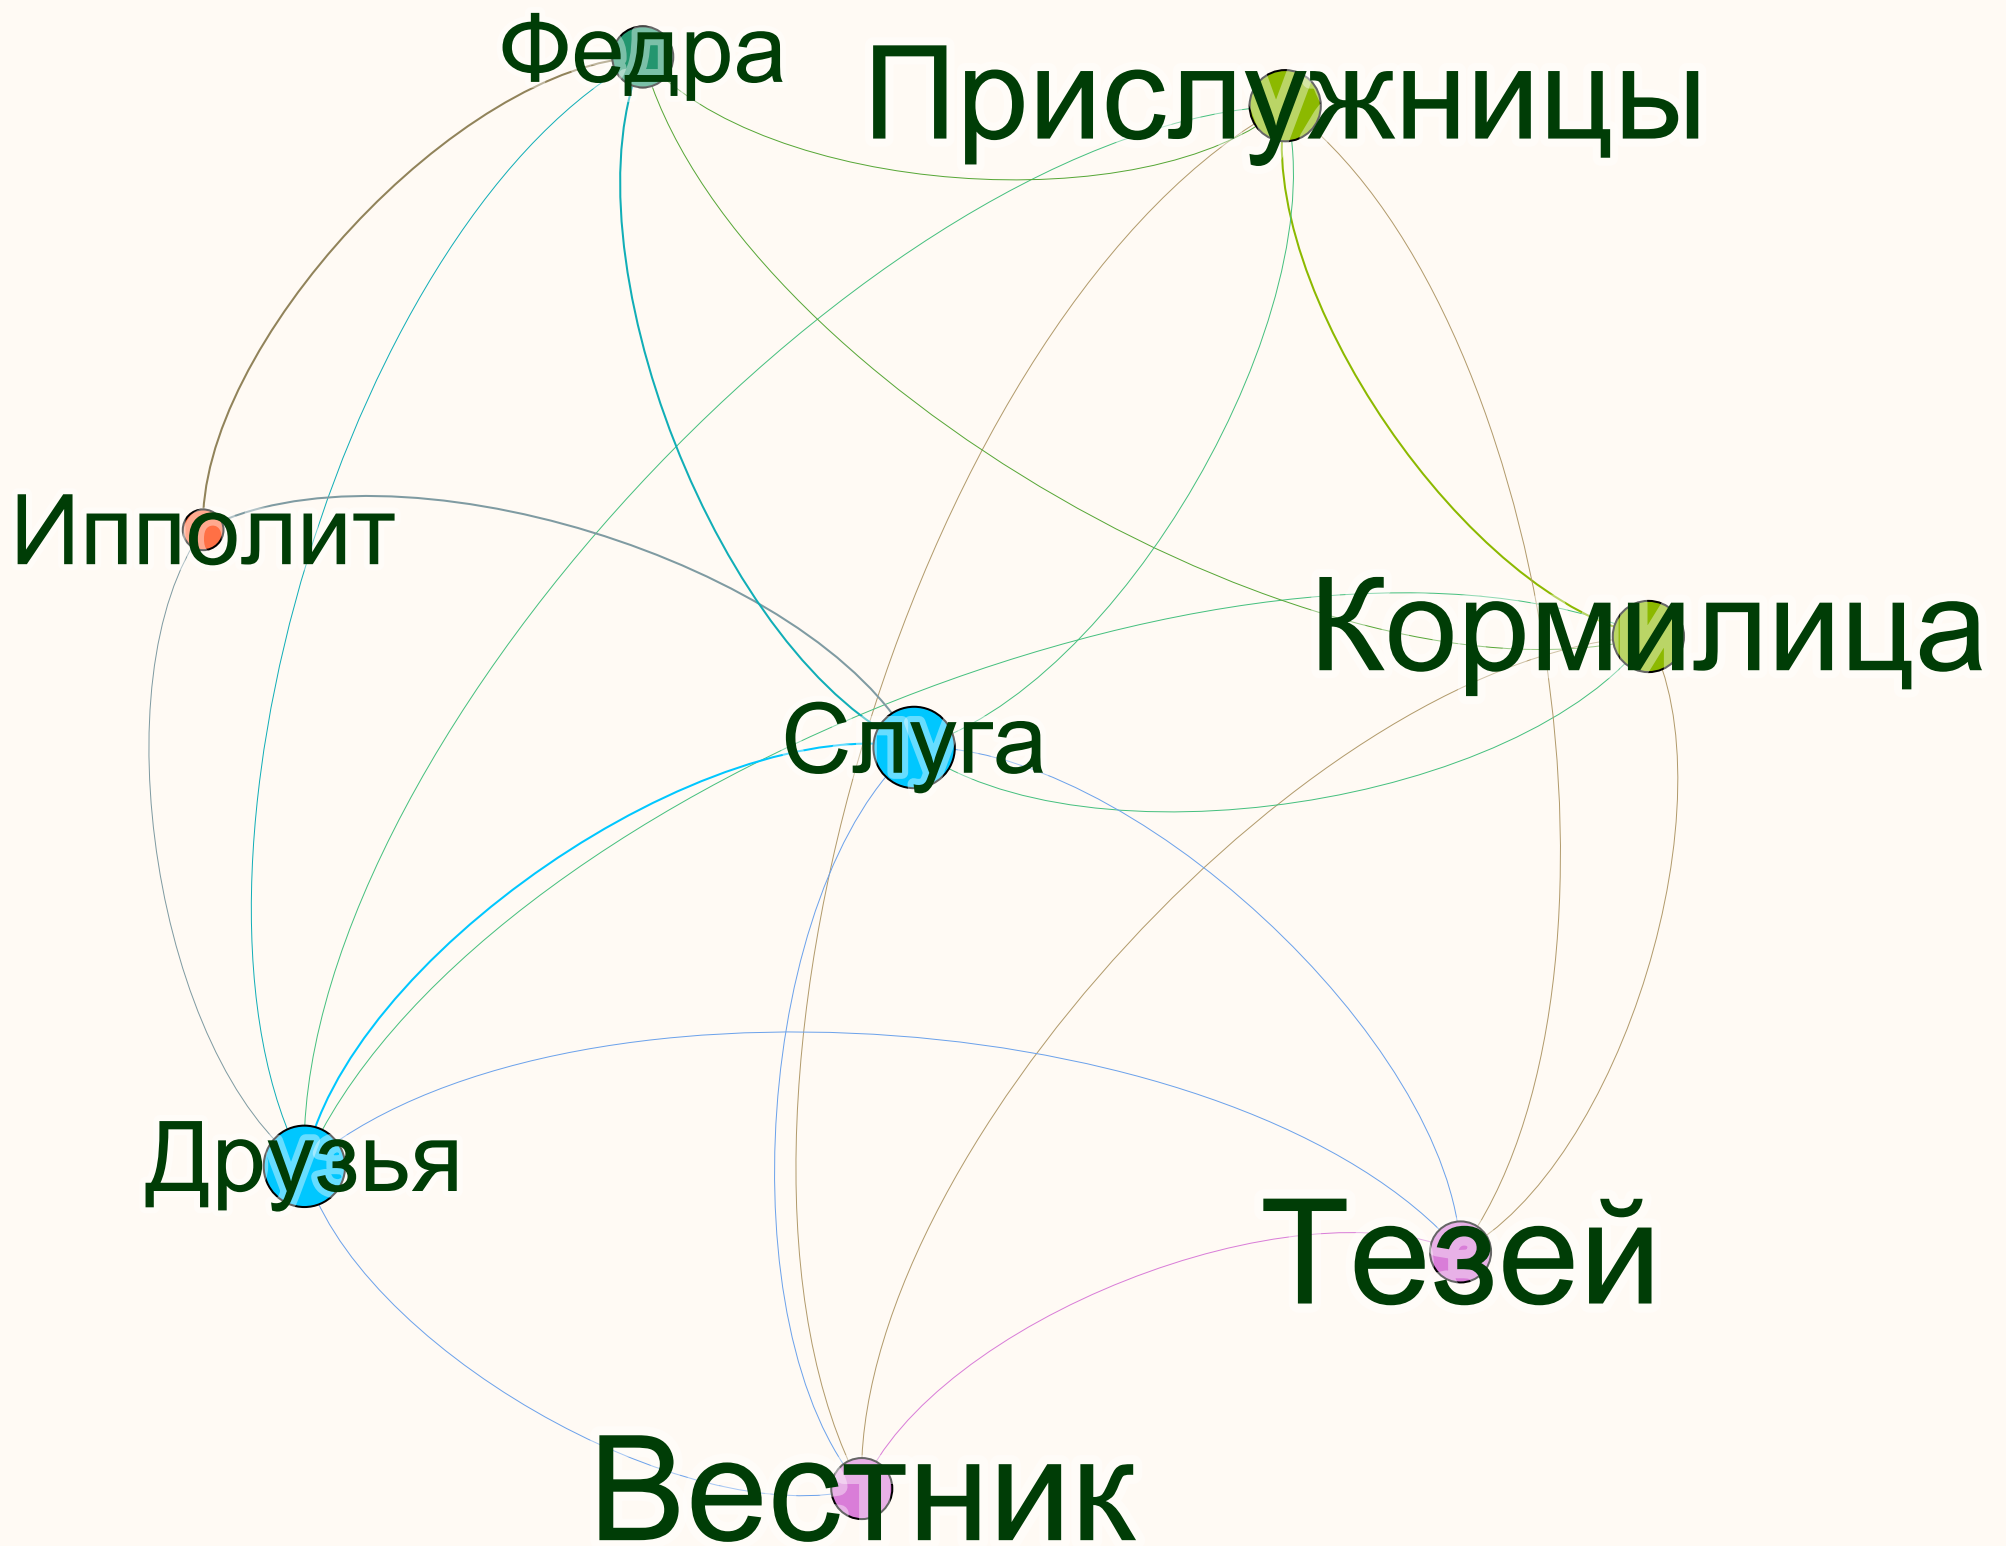 Федра
Прислужницы
Ипполит
Кормилица
Слуга
Друзья
Тезей
Вестник